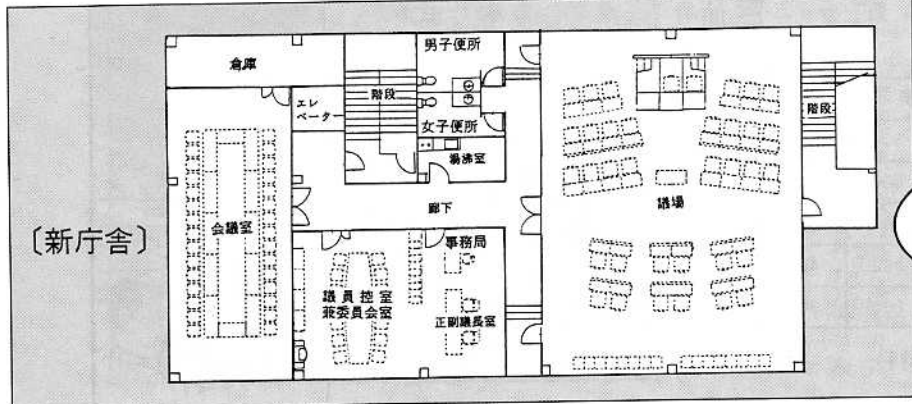 〔新庁舎〕
倉庫
エレ
ベーター
階段
男子便所
女子便所
湯沸室
廊下
会議室
議員控室
兼委員会室
事務局
正副議長室
議場
階段